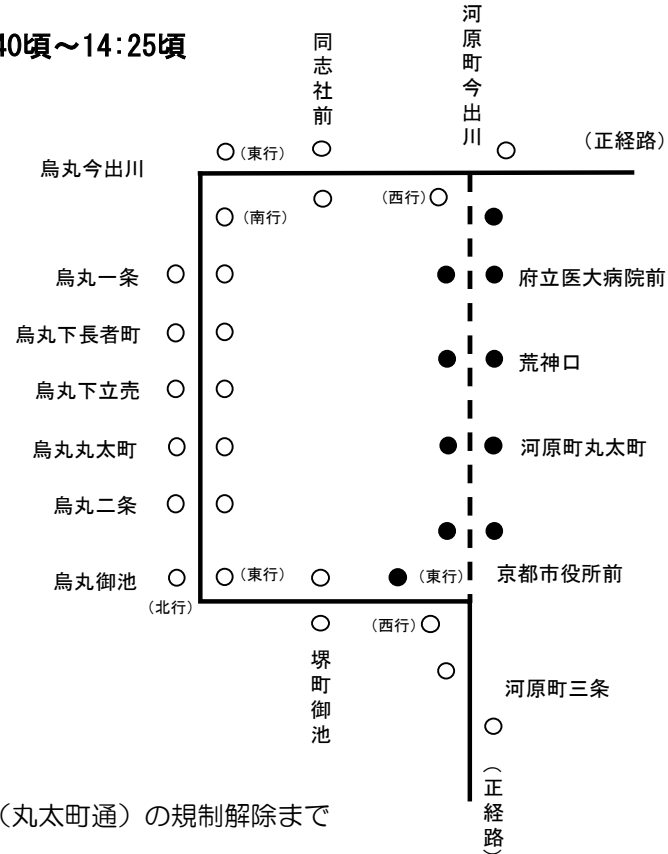 40頃～14:25頃
同志社前
河原町今出川
(正経路)
烏丸今出川
(東行)
(西行)
(南行)
烏丸一条
府立医大病院前
烏丸下長者町
荒神口
烏丸下立売
烏丸丸太町
河原町丸太町
烏丸二条
烏丸御池
(東行)
(東行)
京都市役所前
(北行)
(西行)
堺町御池
河原町三条
(正経路)
(丸太町通) の規制解除まで